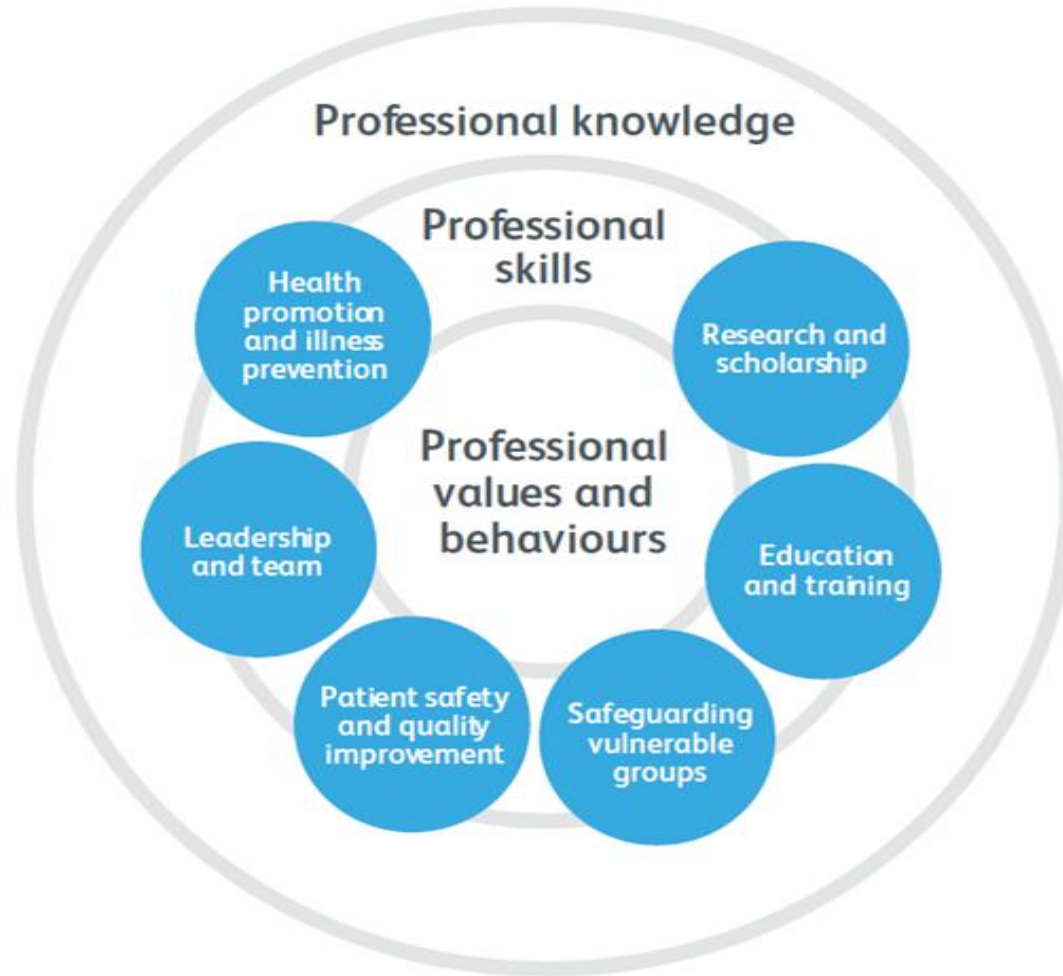 Professional knowledge
Professional
skills
Health
promotion
and illness
prevention
Research and
scholarship
Professional
values and
behaviours
Leadership
and team
Education
and training
Patient safety
and quality
improvement
Safeguarding
vulnerable
groups